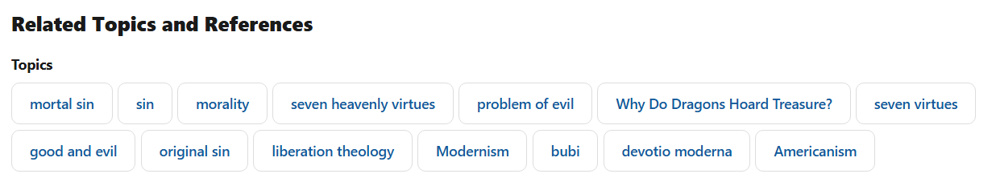 Related Topics and References
Topics
mortal sin sin morality seven heavenly virtues problem of evil Why Do Dragons Hoard Treasure? seven virtues
good and evil original sin liberation theology Modernism bubi devotio moderna Americanism